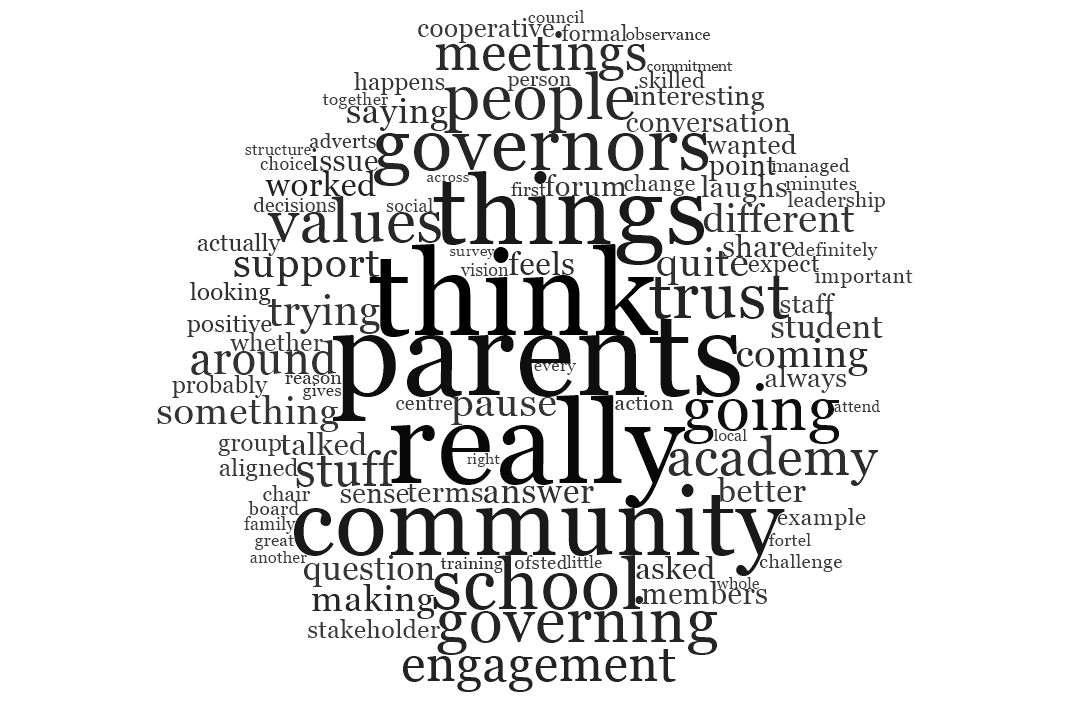 council
cooperative formal observance
meetings commitment
happens person skilled
together saying people interesting
conversation
structure adverts governors wanted
choice issue point managed
worked across first forum change laughs minutes
decisions social things leadership
values different
actually survey share definitely
support vision feels quite expect important
looking think trust staff
trying
positive student
whether parents
around every coming
probably reason always
gives
something centre pause action going attend
group talked really local
aligned stuff right academy
chair sense terms answer better
board
family community example
great fortel
another training ofsted little challenge
question school asked
making whole members
stakeholder governing
engagement